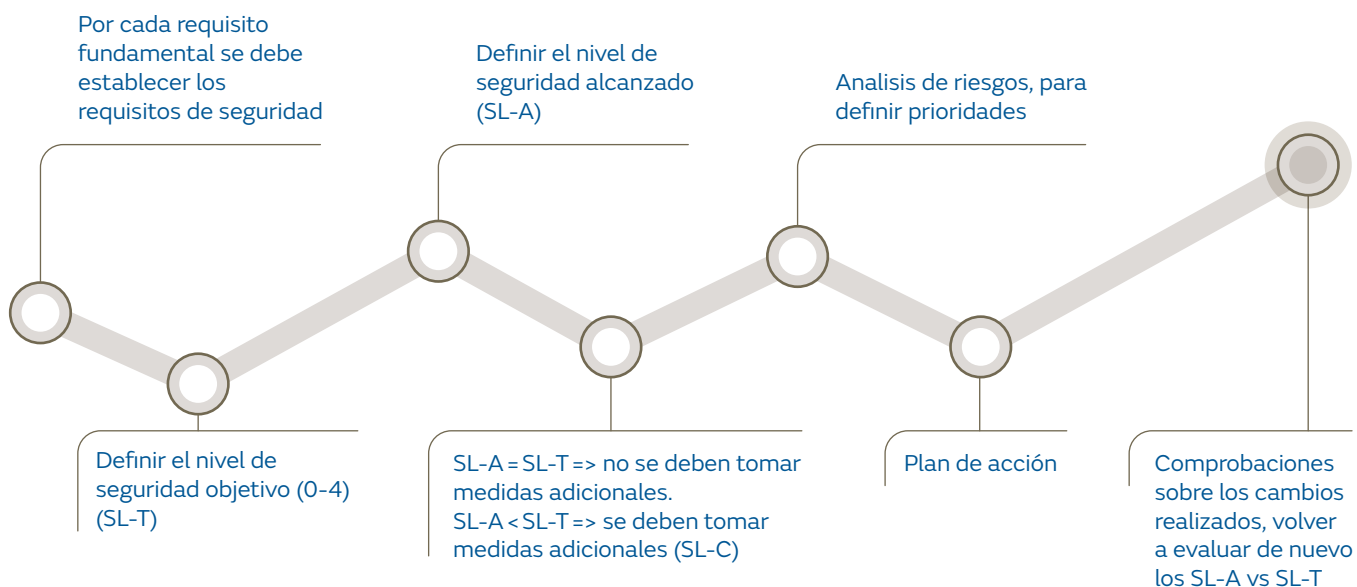 Por cada requisito
fundamental se debe
establecer los
requisitos de seguridad
Definir el nivel de
seguridad objetivo (0-4)
(SL-T)
Definir el nivel de
seguridad alcanzado
(SL-A)
SL-A = SL-T => no se deben tomar
medidas adicionales.
SL-A < SL-T => se deben tomar
medidas adicionales (SL-C)
Analisis de riesgos, para
definir prioridades
Plan de acción
Comprobaciones
sobre los cambios
realizados, volver
a evaluar de nuevo
los SL-A vs SL-T